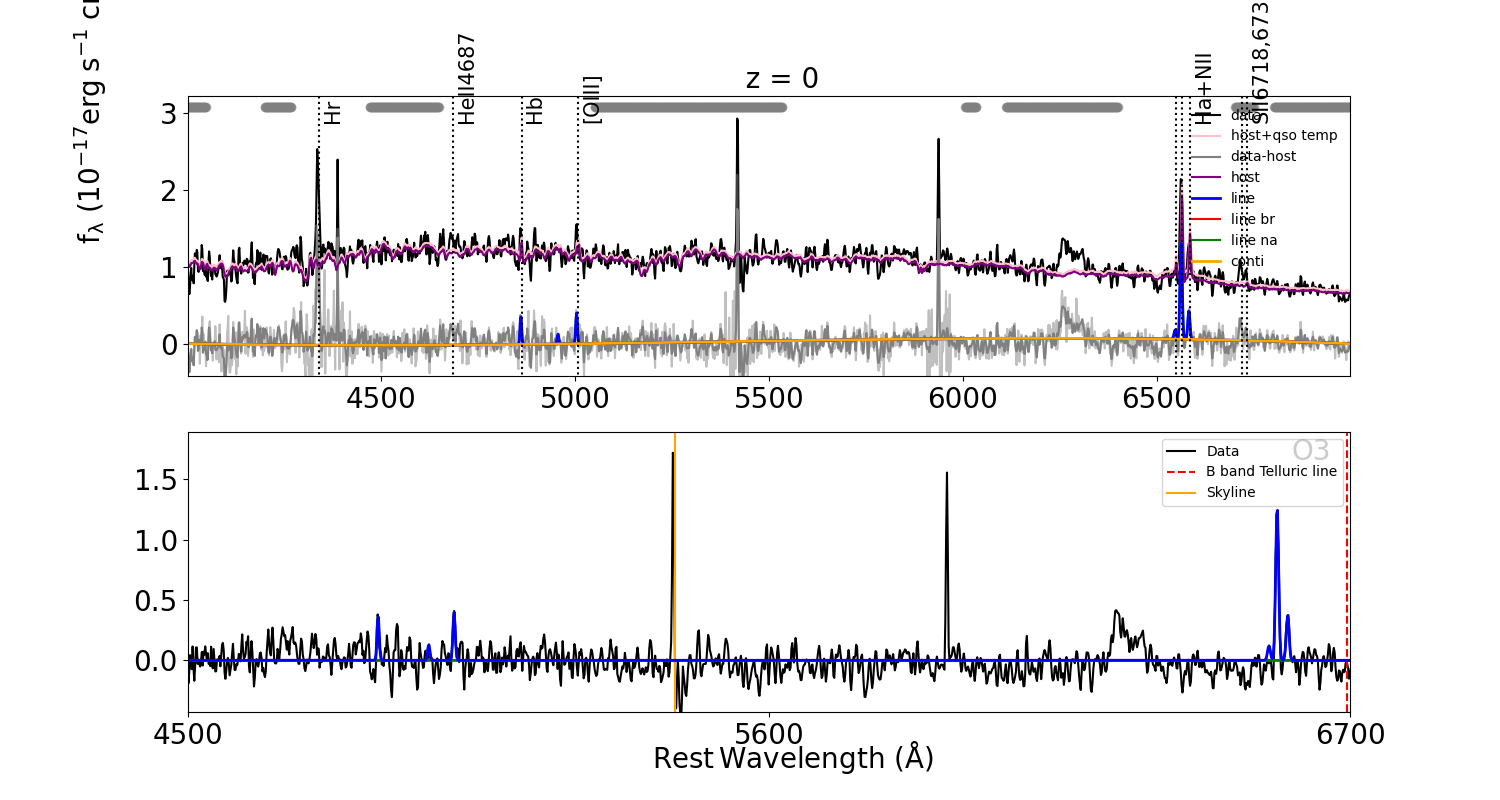 z = 0
f_λ (10^−17 erg s^−1 c
Hr
HeII4687
Hb
[OIII]
Ha+NII
SII6718,673
data
host+qso temp
data-host
host
line
line br
line na
conti
3
2
1
0
4500 5000 5500 6000 6500
O3
Data
B band Telluric line
Skyline
1.5
1.0
0.5
0.0
4500 5600 6700
Rest Wavelength (Å)